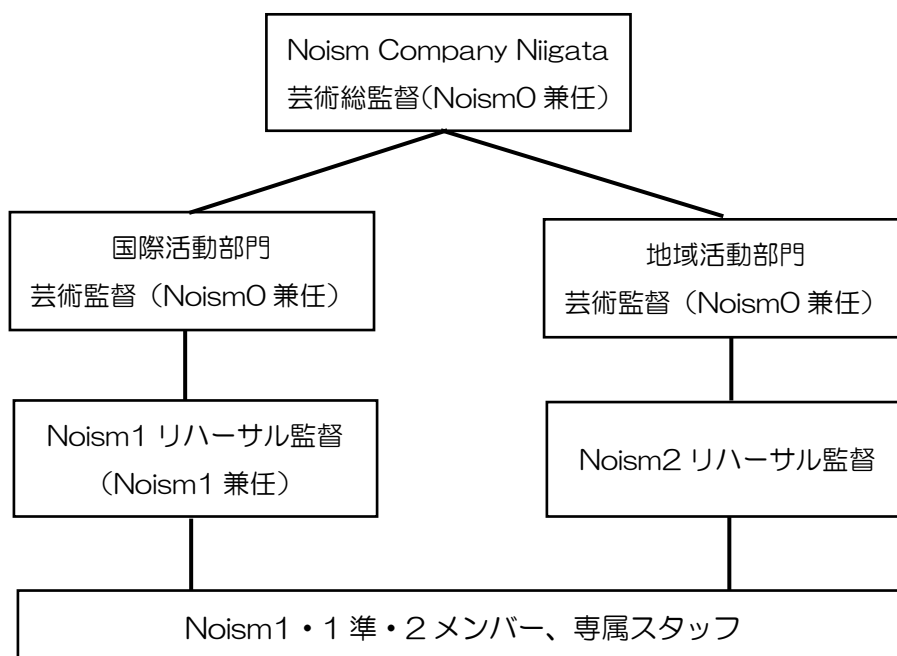 Noism Company Niigata
芸術総監督(Noism0 兼任)
国際活動部門
芸術監督(Noism0 兼任)
地域活動部門
芸術監督(Noism0 兼任)
Noism1 リハーサル監督
(Noism1 兼任)
Noism2 リハーサル監督
Noism1・1 準・2 メンバー、専属スタッフ